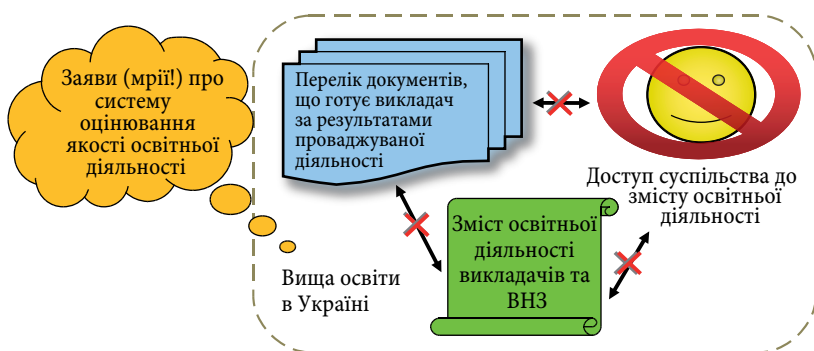 Заяви (мрії!) про
систему
оцінювання
якості освітньої
діяльності
Перелік документів,
що готує викладач
за результатами
провадуваної
діяльності
Доступ суспільства до
змісту освітньої
діяльності
Зміст освітньої
діяльності
викладачів та
ВНЗ
Вища освіти
в Україні